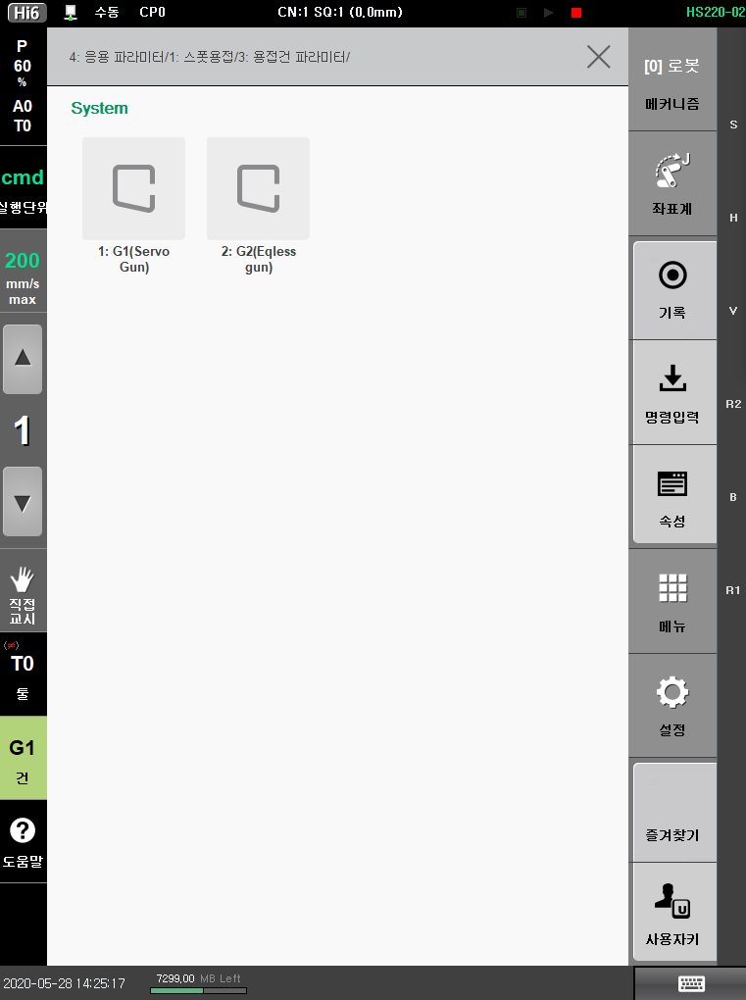 Hi6
수동
CP0
CN:1 SQ:1 (0.0mm)
HS220-02
P
60
%
A0
T0
cmd
실행단위
200
mm/s
max
1
직접
교시
(≠)
T0
툴
G1
건
?
도움말
4: 응용 파라미터/1: 스폿용접/3: 용접건 파라미터/
System
1: G1(Servo
Gun)
2: G2(Eqless
gun)
[0] 로봇
메커니즘
J
좌표계
기록
명령입력
속성
메뉴
설정
즐겨찾기
U
사용자키
S
H
V
R2
B
R1
2020-05-28 14:25:17
7299,00 MB Left